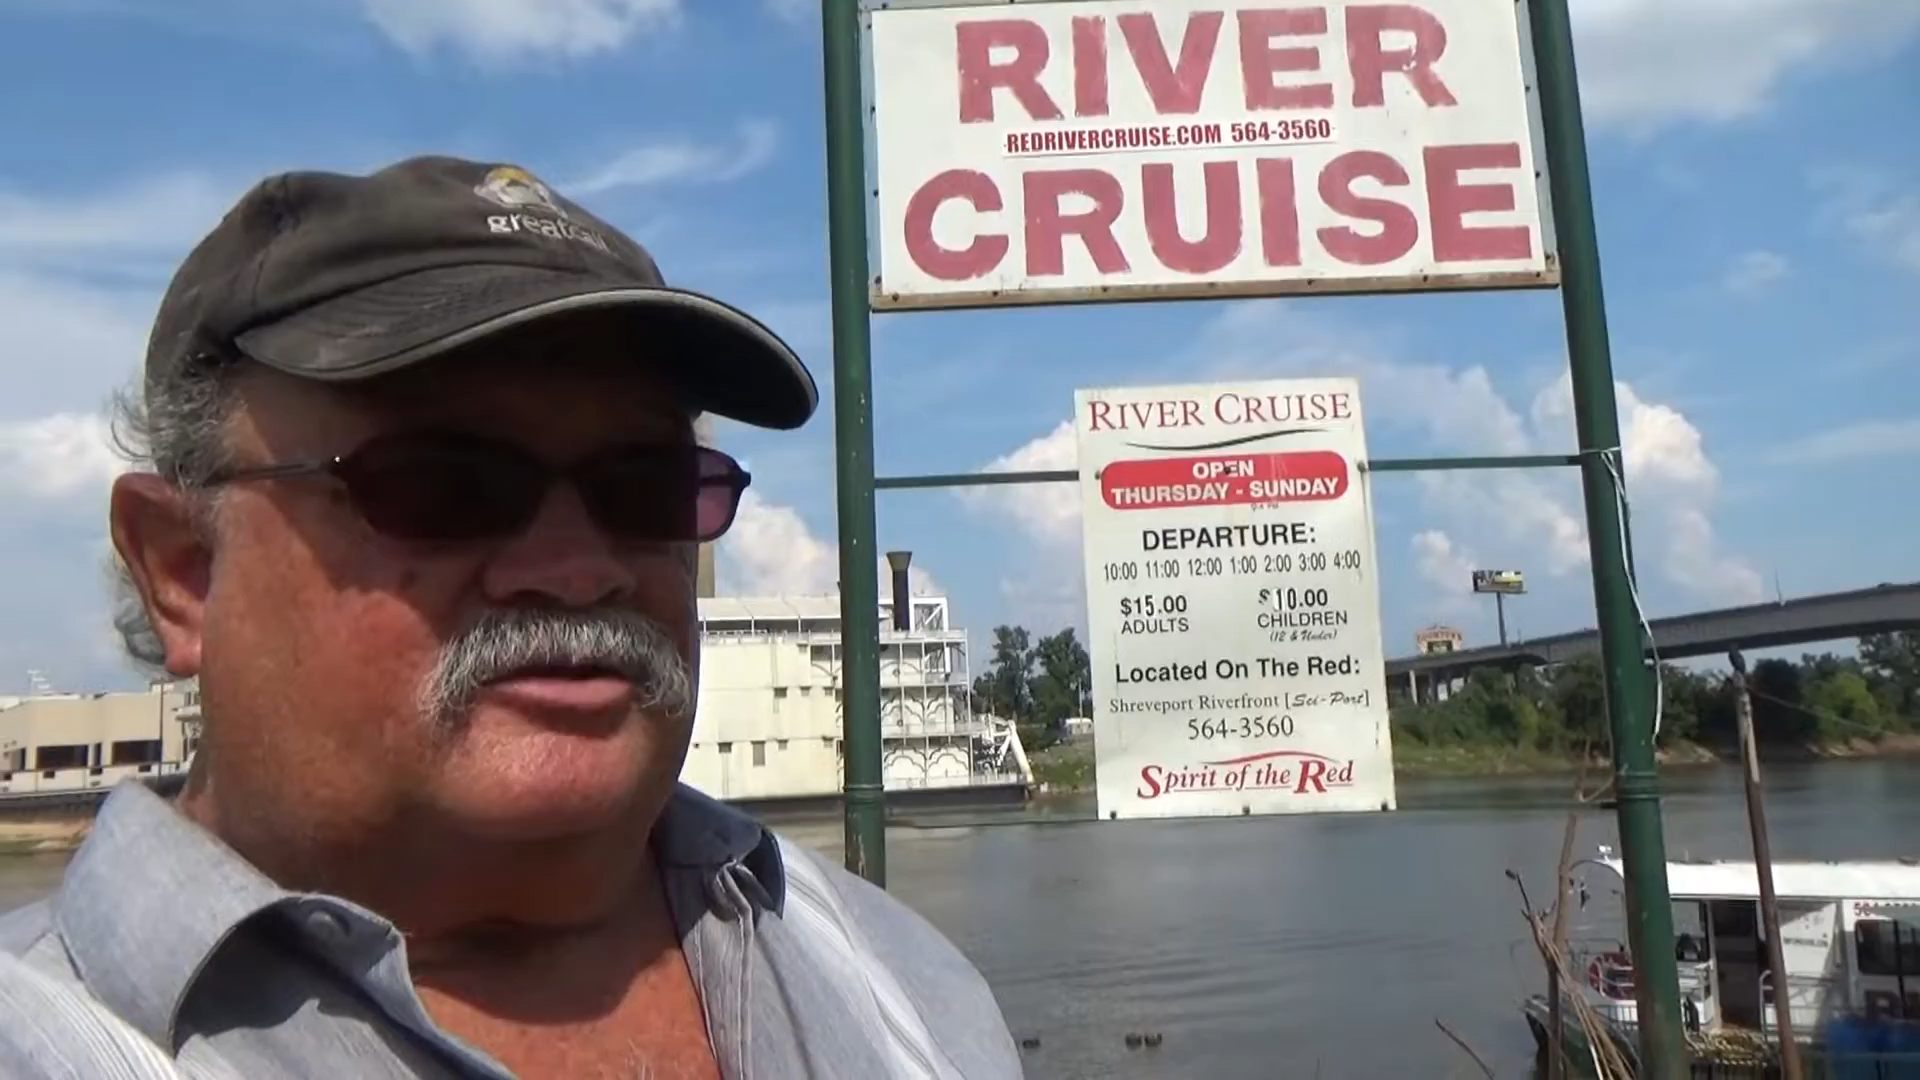 RIVER
REDRIVERCRUISE.COM 564-3560
CRUISE
greatcall
RIVER CRUISE
OPEN
THURSDAY - SUNDAY
DEPARTURE:
10:00 11:00 12:00 1:00 2:00 3:00 4:00
$15.00 $10.00
ADULTS CHILDREN
(12 & Under)
Located On The Red:
Shreveport Riverfront [Sci-Port]
564-3560
Spirit of the Red